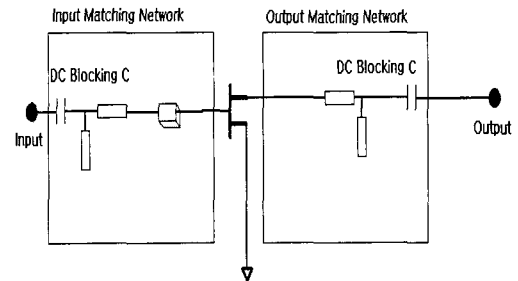 Input Matching Network
Output Matching Network
DC Blocking C
DC Blocking C
Input
Output